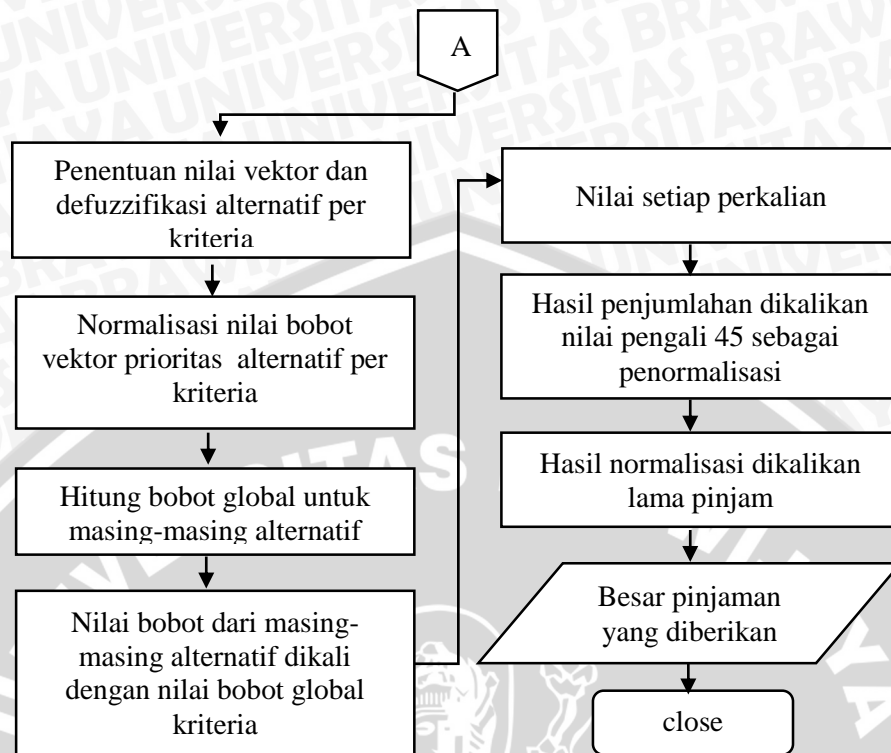 A
Penentuan nilai vektor dan
defuzzifikasi alternatif per
kriteria
Normalisasi nilai bobot
vektor prioritas alternatif per
kriteria
Hitung bobot global untuk
masing-masing alternatif
Nilai bobot dari masing-
masing alternatif dikali
dengan nilai bobot global
kriteria
Nilai setiap perkalian
Hasil penjumlahan dikalikan
nilai pengali 45 sebagai
penormalisasi
Hasil normalisasi dikalikan
lama pinjam
Besar pinjaman
yang diberikan
close